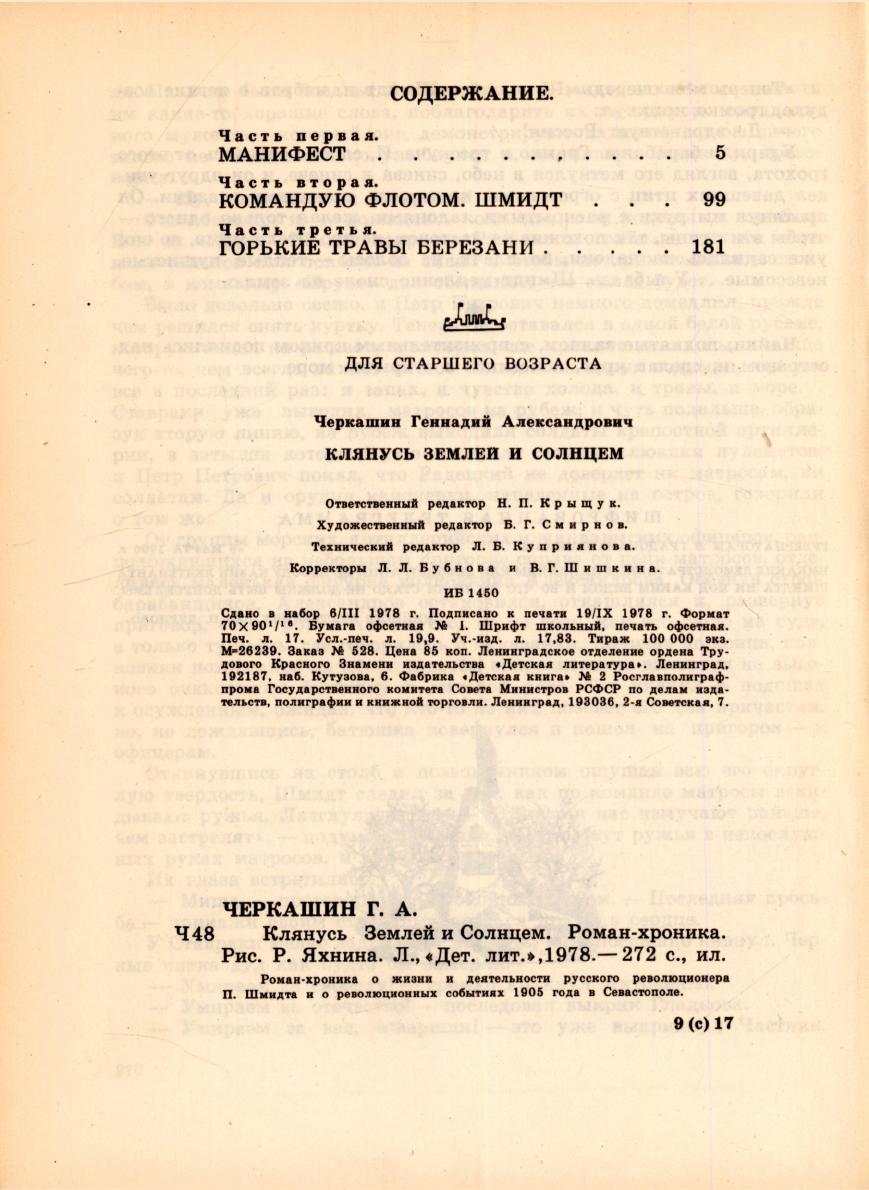 СОДЕРЖАНИЕ.
Часть первая.
МАНИФЕСТ . . . . . . . . . . 5
Часть вторая.
КОМАНДУЮ ФЛОТОМ. ШМИДТ . . . 99
Часть третья.
ГОРЬКИЕ ТРАВЫ БЕРЕЗАНИ . . . . . . 181
ДЛЯ СТАРШЕГО ВОЗРАСТА
Черкашин Геннадий Александрович
КЛЯНУСЬ ЗЕМЛЕЙ И СОЛНЦЕМ
Ответственный редактор Н. П. Крыщук.
Художественный редактор Б. Г. Смирнов.
Технический редактор Л. Б. Куприянова.
Корректоры Л. Л. Бубнова и В. Г. Шишкина.
ИБ 1450
Сдано в набор 6/III 1978 г. Подписано к печати 19/IX 1978 г. Формат
70×90¹/¹⁶. Бумага офсетная № 1. Шрифт школьный, печать офсетная.
Печ. л. 17. Усл.-печ. л. 19,9. Уч.-изд. л. 17,83. Тираж 100 000 экз.
М=26239. Заказ № 528. Цена 85 коп. Ленинградское отделение ордена Тру-
дового Красного Знамени издательства «Детская литература». Ленинград,
192187, наб. Кутузова, 6. Фабрика «Детская книга» № 2 Росглавполиграф-
прома Государственного комитета Совета Министров РСФСР по делам изда-
тельств, полиграфии и книжной торговли. Ленинград, 193036, 2-я Советская, 7.
ЧЕРКАШИН Г. А.
Ч48 Клянусь Землей и Солнцем. Роман-хроника.
Рис. Р. Яхнина. Л., «Дет. лит.», 1978.— 272 с., ил.
Роман-хроника о жизни и деятельности русского революционера
П. Шмидта и о революционных событиях 1905 года в Севастополе.
9 (с) 17